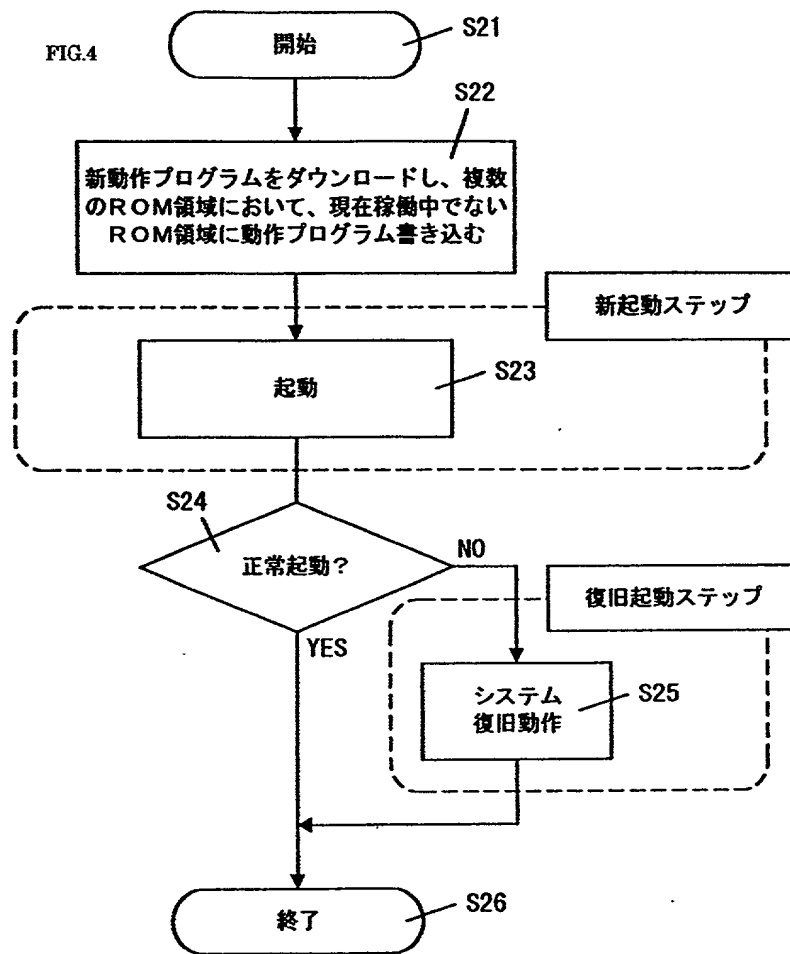 FIG.4
開始
S21
S22
新動作プログラムをダウンロードし、複数
のＲＯＭ領域において、現在稼働中でない
ＲＯＭ領域に動作プログラム書き込む
新起動ステップ
起動
S23
S24
正常起動？
NO
YES
復旧起動ステップ
システム
復旧動作
S25
終了
S26